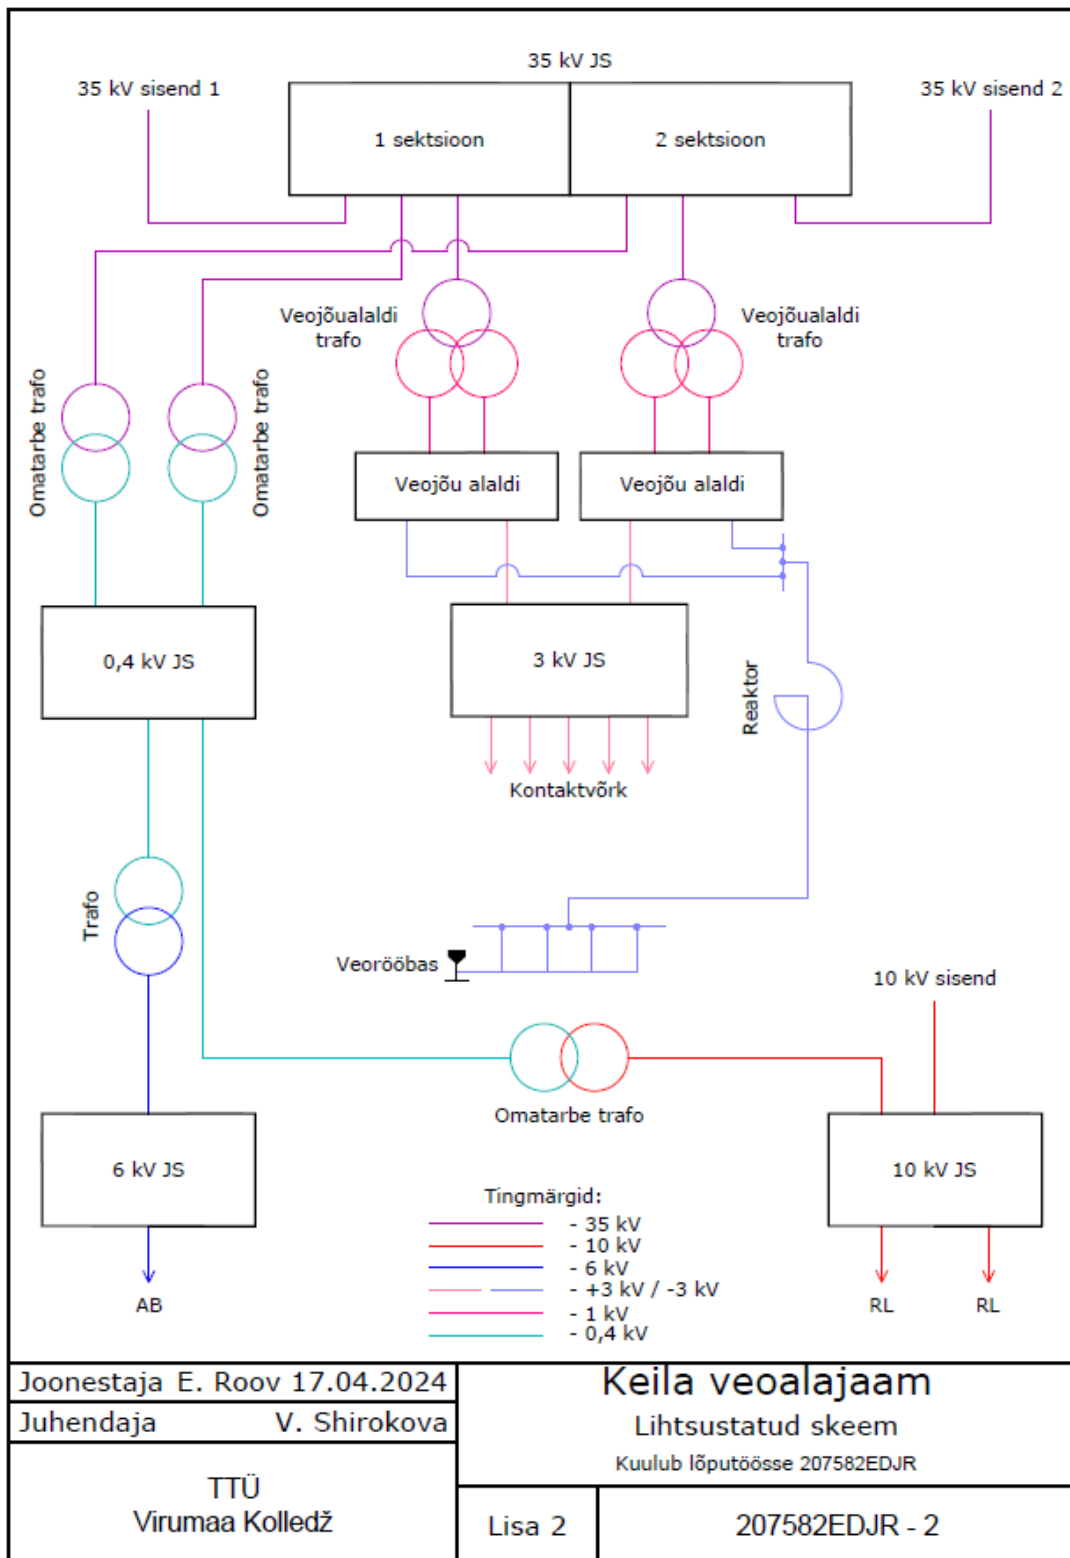 35 kV JS
35 kV sisend 1
35 kV sisend 2
1 sektsioon
2 sektsioon
Veojõualaldi
trafo
Veojõualaldi
trafo
Omatarbe trafo
Omatarbe trafo
Veojõu alaldi
Veojõu alaldi
0,4 kV JS
3 kV JS
Reaktor
Kontaktvõrk
Trafo
Veorööbas
10 kV sisend
Omatarbe trafo
6 kV JS
10 kV JS
Tingmärgid:
- 35 kV
- 10 kV
- 6 kV
- +3 kV / -3 kV
- 1 kV
- 0,4 kV
AB
RL
RL
Joonestaja E. Roov 17.04.2024
Juhendaja V. Shirokova
TTÜ
Virumaa Kolledž
Keila veoalajaam
Lihtsustatud skeem
Kuulub lõputöösse 207582EDJR
Lisa 2
207582EDJR - 2